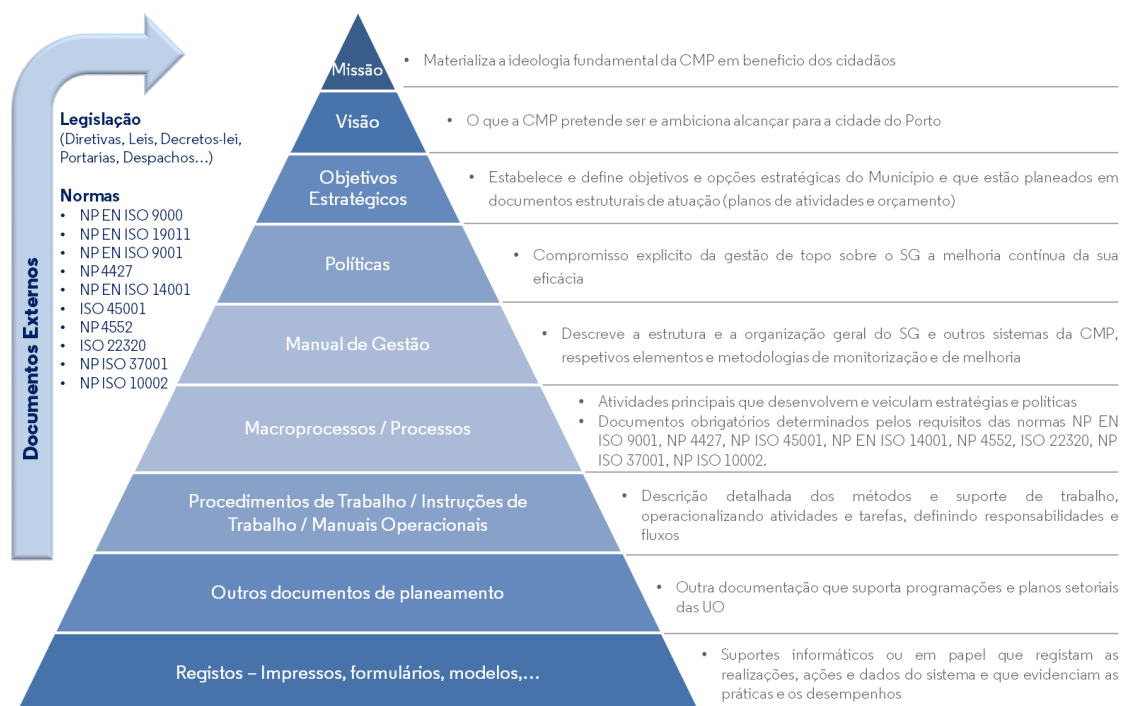 Documentos Externos
Legislação
(Diretivas, Leis, Decretos-lei,
Portarias, Despachos...)
Normas
• NP EN ISO 9000
• NP EN ISO 19011
• NP EN ISO 9001
• NP 4427
• NP EN ISO 14001
• ISO 45001
• NP 4552
• ISO 22320
• NP ISO 37001
• NP ISO 10002
Missão
• Materializa a ideologia fundamental da CMP em beneficio dos cidadãos
Visão
• O que a CMP pretende ser e ambiciona alcançar para a cidade do Porto
Objetivos
Estratégicos
• Estabelece e define objetivos e opções estratégicas do Município e que estão planeados em
documentos estruturais de atuação (planos de atividades e orçamento)
Políticas
• Compromisso explicito da gestão de topo sobre o SG a melhoria contínua da sua
eficácia
Manual de Gestão
• Descreve a estrutura e a organização geral do SG e outros sistemas da CMP,
respetivos elementos e metodologias de monitorização e de melhoria
Macroprocessos / Processos
• Atividades principais que desenvolvem e veiculam estratégias e políticas
• Documentos obrigatórios determinados pelos requisitos das normas NP EN
ISO 9001, NP 4427, NP ISO 45001, NP EN ISO 14001, NP 4552, ISO 22320, NP
ISO 37001, NP ISO 10002.
Procedimentos de Trabalho / Instruções de
Trabalho / Manuais Operacionais
• Descrição detalhada dos métodos e suporte de trabalho,
operacionalizando atividades e tarefas, definindo responsabilidades e
fluxos
Outros documentos de planeamento
• Outra documentação que suporta programações e planos setoriais
das UO
Registos – Impressos, formulários, modelos,...
• Suportes informáticos ou em papel que registam as
realizações, ações e dados do sistema e que evidenciam as
práticas e os desempenhos